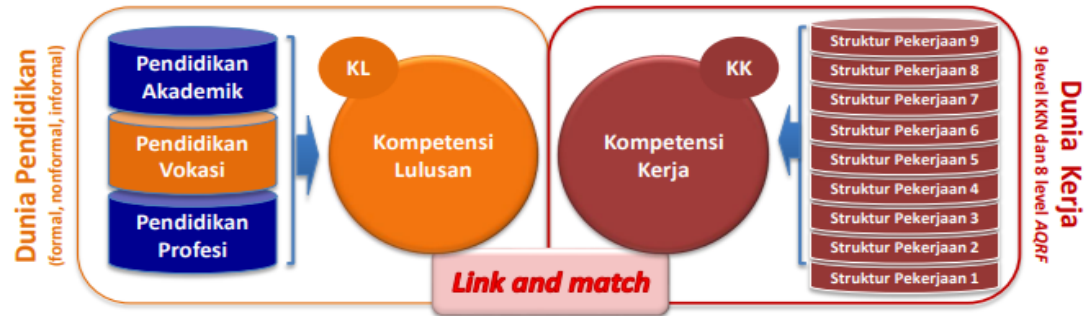 Dunia Pendidikan
(formal, nonformal, informal)
Pendidikan
Akademik
Pendidikan
Vokasi
Pendidikan
Profesi
KL
Kompetensi
Lulusan
KK
Kompetensi
Kerja
Link and match
Struktur Pekerjaan 9
Struktur Pekerjaan 8
Struktur Pekerjaan 7
Struktur Pekerjaan 6
Struktur Pekerjaan 5
Struktur Pekerjaan 4
Struktur Pekerjaan 3
Struktur Pekerjaan 2
Struktur Pekerjaan 1
Dunia Kerja
9 level KKN dan 8 level AQRF